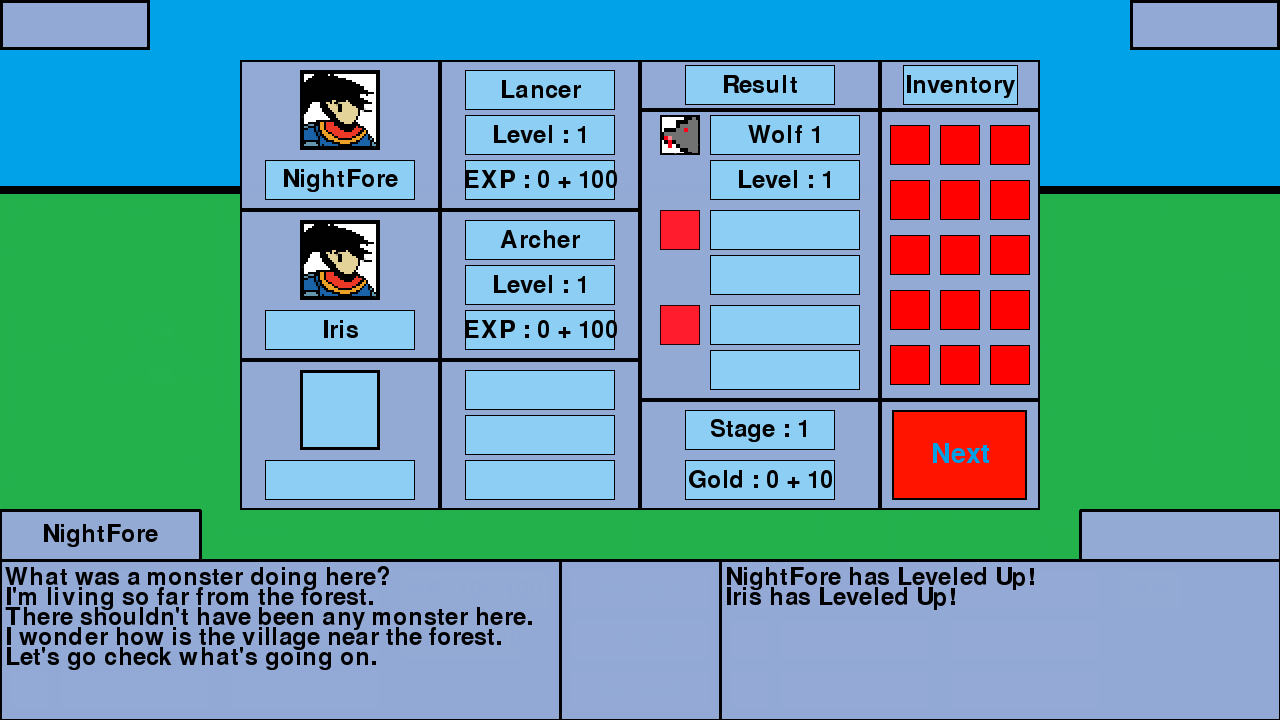 NightFore
Lancer
Level : 1
EXP : 0 + 100
Iris
Archer
Level : 1
EXP : 0 + 100
Result
Wolf 1
Level : 1
Stage : 1
Gold : 0 + 10
Inventory
Next
NightFore
What was a monster doing here?
I'm living so far from the forest.
There shouldn't have been any monster here.
I wonder how is the village near the forest.
Let's go check what's going on.
NightFore has Leveled Up!
Iris has Leveled Up!